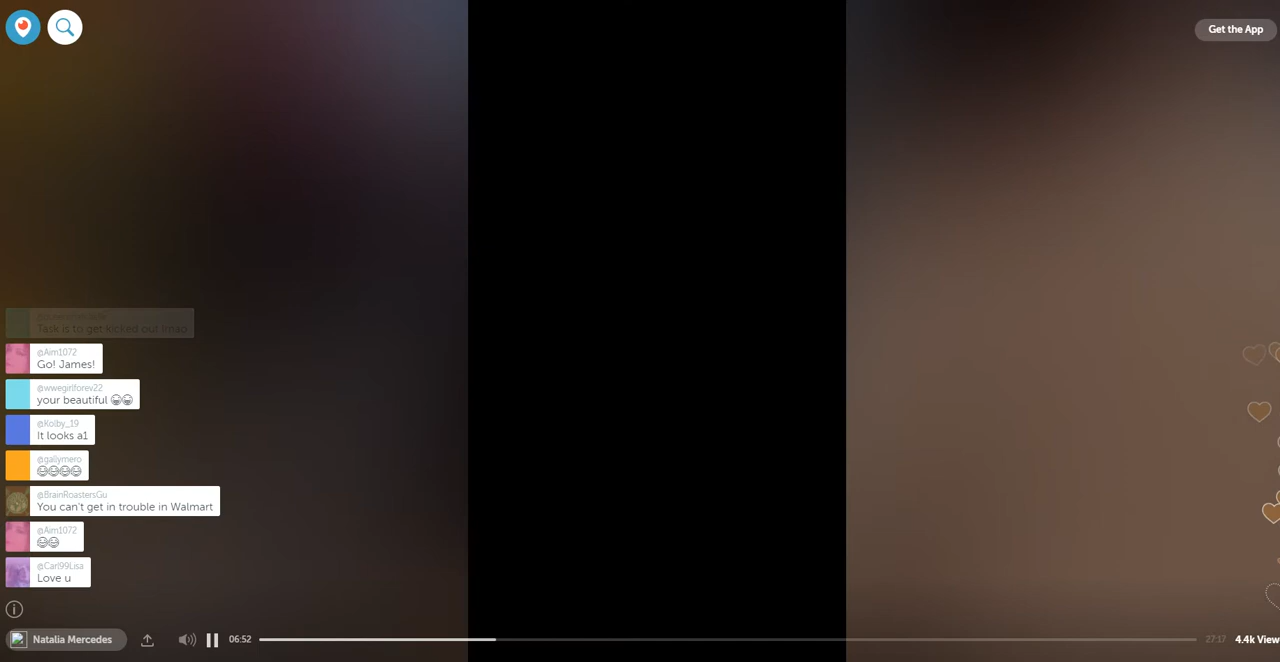 Get the App
Task is to get kicked out lmao
@Aim1072
Go! James!
@wwegirlforev22
your beautiful 😂😂
@Kolby_19
It looks a1
@gallymero
😂😂😂😂
@BrainRoastersGu
You can't get in trouble in Walmart
@Aim1072
😂😂
@Carl99Lisa
Love u
Natalia Mercedes
06:52
27:17
4.4k View